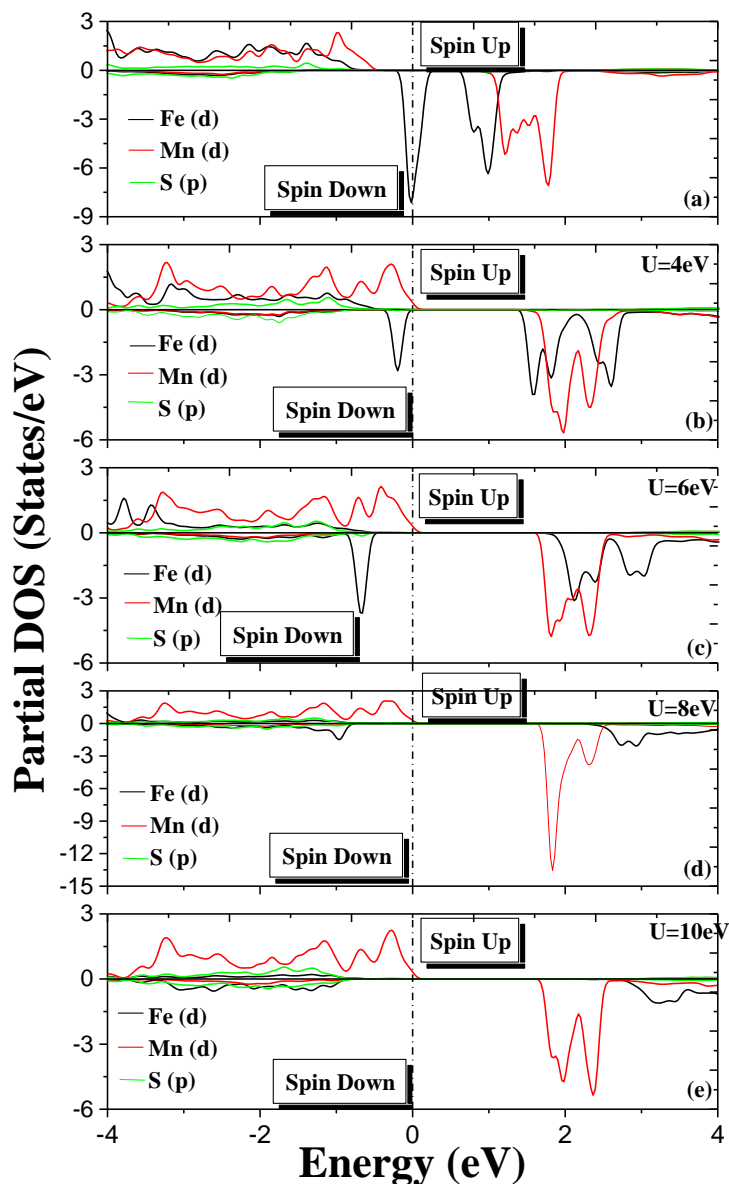 Partial DOS (States/eV)
3
0
-3
-6
-9
Spin Up
Fe (d)
Mn (d)
S (p)
Spin Down
(a)
3
0
-3
-6
Spin Up
U=4eV
Fe (d)
Mn (d)
S (p)
Spin Down
(b)
3
0
-3
-6
Spin Up
U=6eV
Fe (d)
Mn (d)
S (p)
Spin Down
(c)
3
0
-3
-6
-9
-12
-15
Spin Up
U=8eV
Fe (d)
Mn (d)
S (p)
Spin Down
(d)
3
0
-3
-6
Spin Up
U=10eV
Fe (d)
Mn (d)
S (p)
Spin Down
(e)
-4 -2 0 2 4
Energy (eV)